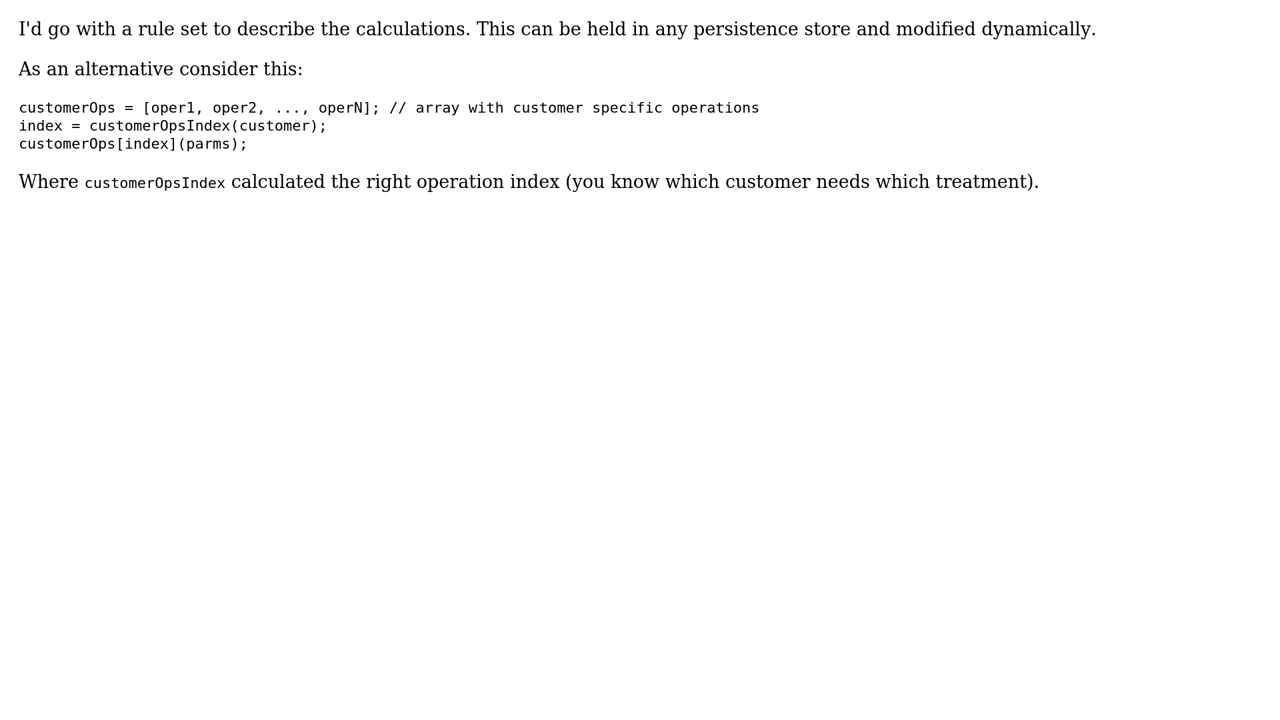 I'd go with a rule set to describe the calculations. This can be held in any persistence store and modified dynamically.
As an alternative consider this:
customerOps = [oper1, oper2, ..., operN]; // array with customer specific operations
index = customerOpsIndex(customer);
customerOps[index](parms);
Where customerOpsIndex calculated the right operation index (you know which customer needs which treatment).